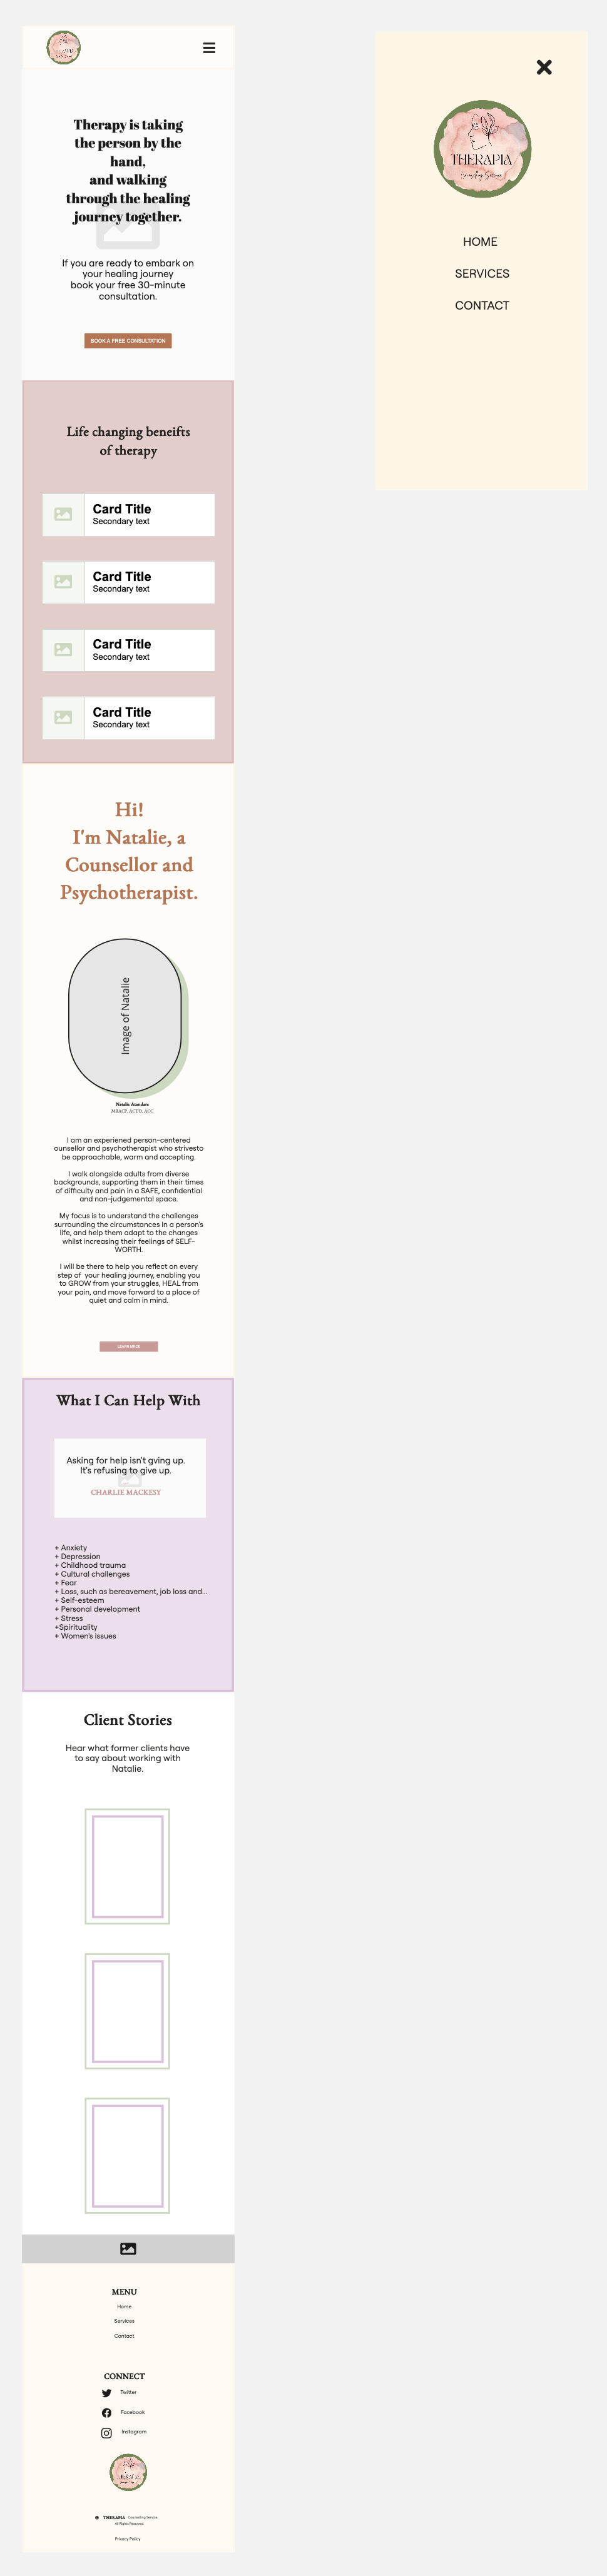 Therapy is taking
the person by the
hand,
and walking
through the healing
journey together.
If you are ready to embark on
your healing journey
book your free 30-minute
consultation.
BOOK A FREE CONSULTATION
Life changing beneifts
of therapy
Card Title
Secondary text
Card Title
Secondary text
Card Title
Secondary text
Card Title
Secondary text
Hi!
I'm Natalie, a
Counsellor and
Psychotherapist.
Image of Natalie
Natalie
MBACP, ACTO, ACC
I am an experiened person-centered
ounsellor and psychotherapist who strivesto
be approachable, warm and accepting.
I walk alongside adults from diverse
backgrounds, supporting them in their times
of difficulty and pain in a SAFE, confidential
and non-judgemental space.
My focus is to understand the challenges
surrounding the circumstances in a person's
life, and help them adapt to the changes
whilst increasing their feelings of SELF-
WORTH.
I will be there to help you reflect on every
step of your healing journey, enabling you
to GROW from your struggles, HEAL from
your pain, and move forward to a place of
quiet and calm in mind.
LEARN MORE
What I Can Help With
Asking for help isn't gving up.
It's refusing to give up.
CHARLIE MACKESY
+ Anxiety
+ Depression
+ Childhood trauma
+ Cultural challenges
+ Fear
+ Loss, such as bereavement, job loss and...
+ Self-esteem
+ Personal development
+ Stress
+Spirituality
+ Women's issues
Client Stories
Hear what former clients have
to say about working with
Natalie.
MENU
Home
Services
Contact
CONNECT
Twitter
Facebook
Instagram
© THERAPIA Counselling Service
All Rights Reserved
Privacy Policy
THERAPIA
Counselling Service
HOME
SERVICES
CONTACT